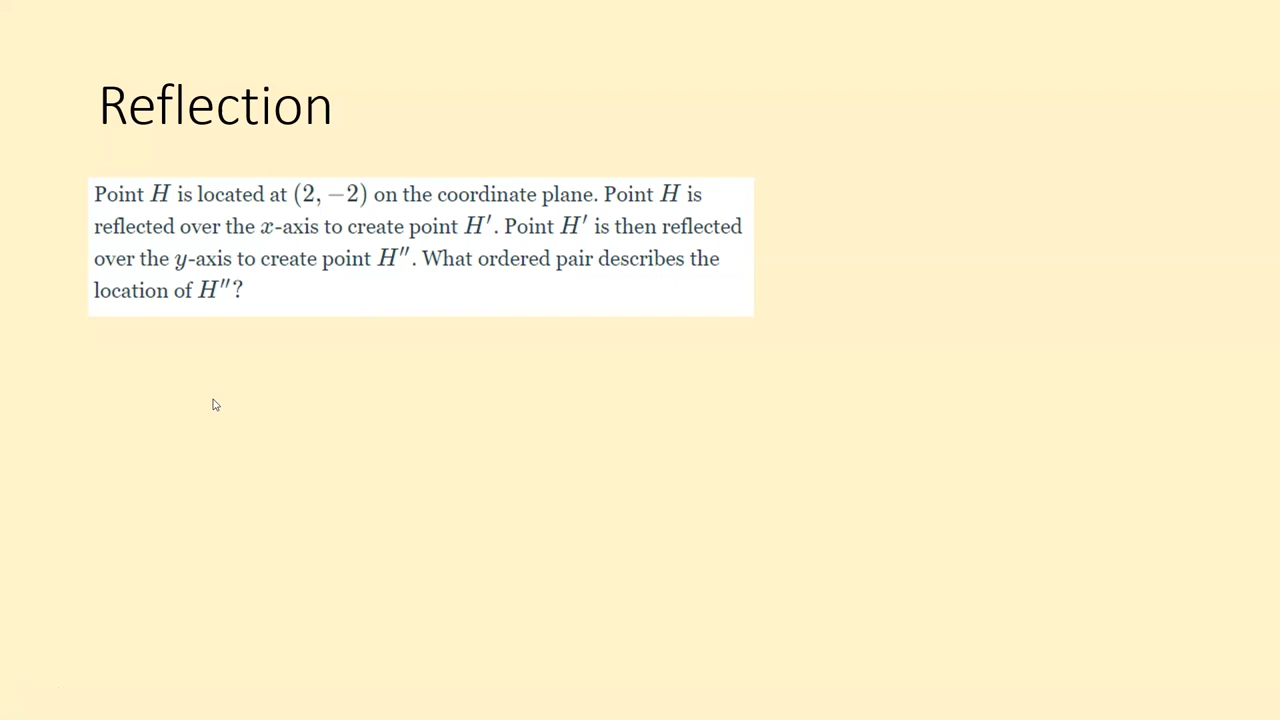 Reflection
Point H is located at (2, −2) on the coordinate plane. Point H is
reflected over the x-axis to create point H′. Point H′ is then reflected
over the y-axis to create point H″. What ordered pair describes the
location of H″?